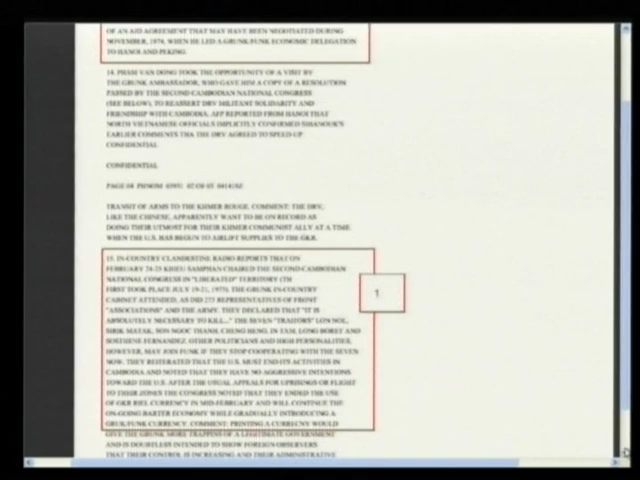 OF AN AID AGREEMENT THAT MAY HAVE BEEN NEGOTIATED DURING
NOVEMBER, 1974, WHEN HE LED A GRUNK-FUNK ECONOMIC DELEGATION
TO HANOI AND PEKING.
14. PHAM VAN DONG TOOK THE OPPORTUNITY OF A VISIT BY
THE GRUNK AMBASSADOR, WHO GAVE HIM A COPY OF A RESOLUTION
PASSED BY THE SECOND CAMBODIAN NATIONAL CONGRESS
(SEE BELOW), TO REASSERT DRV MILITANT SOLIDARITY AND
FRIENDSHIP WITH CAMBODIA. AFP REPORTED FROM HANOI THAT
NORTH VIETNAMESE OFFICIALS IMPLICITLY CONFIRMED SIHANOUK'S
EARLIER COMMENTS THA THE DRV AGREED TO SPEED UP
CONFIDENTIAL
CONFIDENTIAL
PAGE 04 PHNOM 03951 02 OF 03
TRANSIT OF ARMS TO THE KHMER ROUGE. COMMENT: THE DRV,
LIKE THE CHINESE, APPARENTLY WANT TO BE ON RECORD AS
DOING THEIR UTMOST FOR THEIR KHMER COMMUNIST ALLY AT A TIME
WHEN THE U.S. HAS BEGUN TO AIRLIFT SUPPLIES TO THE GKR.
15. IN-COUNTRY CLANDESTINE RADIO REPORTS THAT ON
FEBRUARY 24-25 KHIEU SAMPHAN CHAIRED THE SECOND CAMBODIAN
NATIONAL CONGRESS IN "LIBERATED" TERRITORY (TH
FIRST TOOK PLACE JULY 19-21, 1973). THE GRUNK IN-COUNTRY
CABINET ATTENDED, AS DID 275 REPRESENTATIVES OF FRONT
"ASSOCIATIONS" AND THE ARMY. THEY DECLARED THAT "IT IS
ABSOLUTELY NECESSARY TO KILL..." THE SEVEN "TRAITORS" LON NOL,
SIRIK MATAK, SON NGOC THANH, CHENG HENG, IN TAM, LONG BORET AND
SOSTHENE FERNANDEZ. OTHER POLITICIANS AND HIGH PERSONALITIES,
HOWEVER, MAY JOIN FUNK IF THEY STOP COOPERATING WITH THE SEVEN
NOW. THEY REITERATED THAT THE U.S. MUST END ITS ACTIVITIES IN
CAMBODIA AND NOTED THAT THEY HAVE NO AGGRESSIVE INTENTIONS
TOWARD THE U.S. AFTER THE USUAL APPEALS FOR UPRISINGS OR FLIGHT
TO THEIR ZONES THE CONGRESS NOTED THAT THEY ENDED THE USE
OF GKR RIEL CURRENCY IN MID-FEBRUARY AND WILL CONTINUE THE
ON-GOING BARTER ECONOMY WHILE GRADUALLY INTRODUCING A
GRUK/FUNK CURRENCY. COMMENT: PRINTING A CURRECNY WOULD
GIVE THE GRUNK MORE TRAPPINGS OF A LEGITIMATE GOVERNMENT
AND IS DOUBTLESS INTENDED TO SHOW FOREIGN OBSERVERS
THAT THEIR CONTROL IS INCREASING AND THEIR ADMINISTRATIVE
1